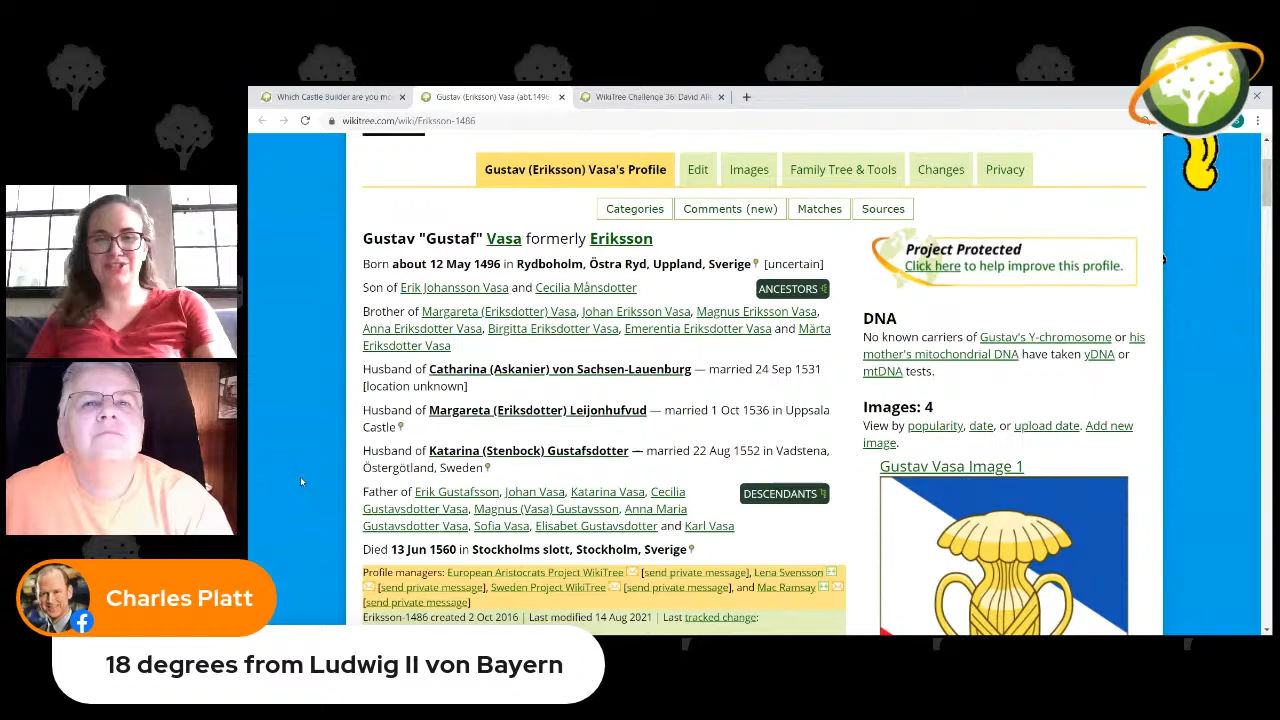 Which Castle Builder are you mo
Gustav (Eriksson) Vasa (abt.1496
WikiTree Challenge 36: David All
wikitree.com/wiki/Eriksson-1486
Gustav (Eriksson) Vasa's Profile
Edit
Images
Family Tree & Tools
Changes
Privacy
Categories
Comments (new)
Matches
Sources
Gustav "Gustaf" Vasa formerly Eriksson
Born about 12 May 1496 in Rydboholm, Östra Ryd, Uppland, Sverige [uncertain]
Son of Erik Johansson Vasa and Cecilia Månsdotter
ANCESTORS
Brother of Margareta (Eriksdotter) Vasa, Johan Eriksson Vasa, Magnus Eriksson Vasa,
Anna Eriksdotter Vasa, Birgitta Eriksdotter Vasa, Emerentia Eriksdotter Vasa and Märta
Eriksdotter Vasa
Husband of Catharina (Askanier) von Sachsen-Lauenburg — married 24 Sep 1531
[location unknown]
Husband of Margareta (Eriksdotter) Leijonhufvud — married 1 Oct 1536 in Uppsala
Castle
Husband of Katarina (Stenbock) Gustafsdotter — married 22 Aug 1552 in Vadstena,
Östergötland, Sweden
Father of Erik Gustafsson, Johan Vasa, Katarina Vasa, Cecilia
Gustavsdotter Vasa, Magnus (Vasa) Gustavsson, Anna Maria
Gustavsdotter Vasa, Sofia Vasa, Elisabet Gustavsdotter and Karl Vasa
DESCENDANTS
Died 13 Jun 1560 in Stockholms slott, Stockholm, Sverige
Profile managers: European Aristocrats Project WikiTree [send private message], Lena Svensson
[send private message], Sweden Project WikiTree [send private message], and Mac Ramsay
[send private message]
Eriksson-1486 created 2 Oct 2016 | Last modified 14 Aug 2021 | Last tracked change:
Project Protected
Click here to help improve this profile.
DNA
No known carriers of Gustav's Y-chromosome or his
mother's mitochondrial DNA have taken yDNA or
mtDNA tests.
Images: 4
View by popularity, date, or upload date. Add new
image.
Gustav Vasa Image 1
Charles Platt
18 degrees from Ludwig II von Bayern